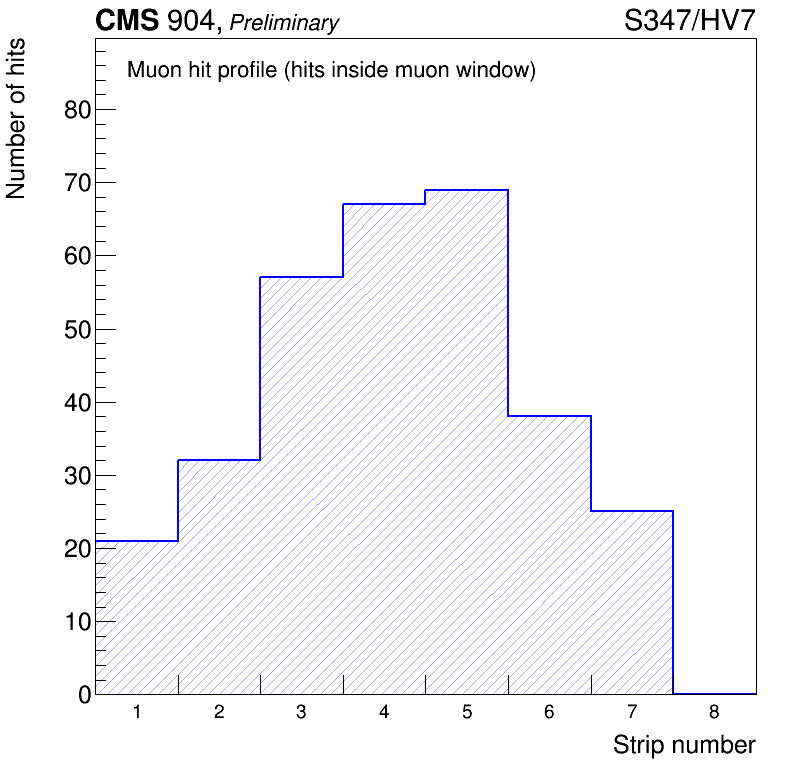 CMS 904, Preliminary S347/HV7
Muon hit profile (hits inside muon window)
Number of hits
80
70
60
50
40
30
20
10
0
1 2 3 4 5 6 7 8
Strip number